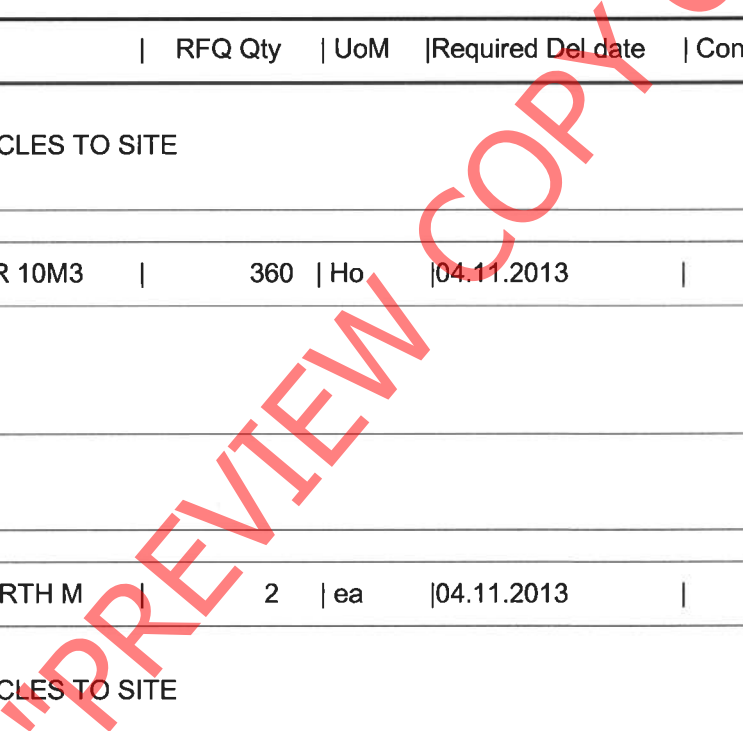 | RFQ Qty | UoM |Required Del date | Con
CLES TO SITE
R 10M3 | 360 | Ho |04.11.2013 |
RTH M | 2 | ea |04.11.2013 |
CLES TO SITE
"PREVIEW COPY